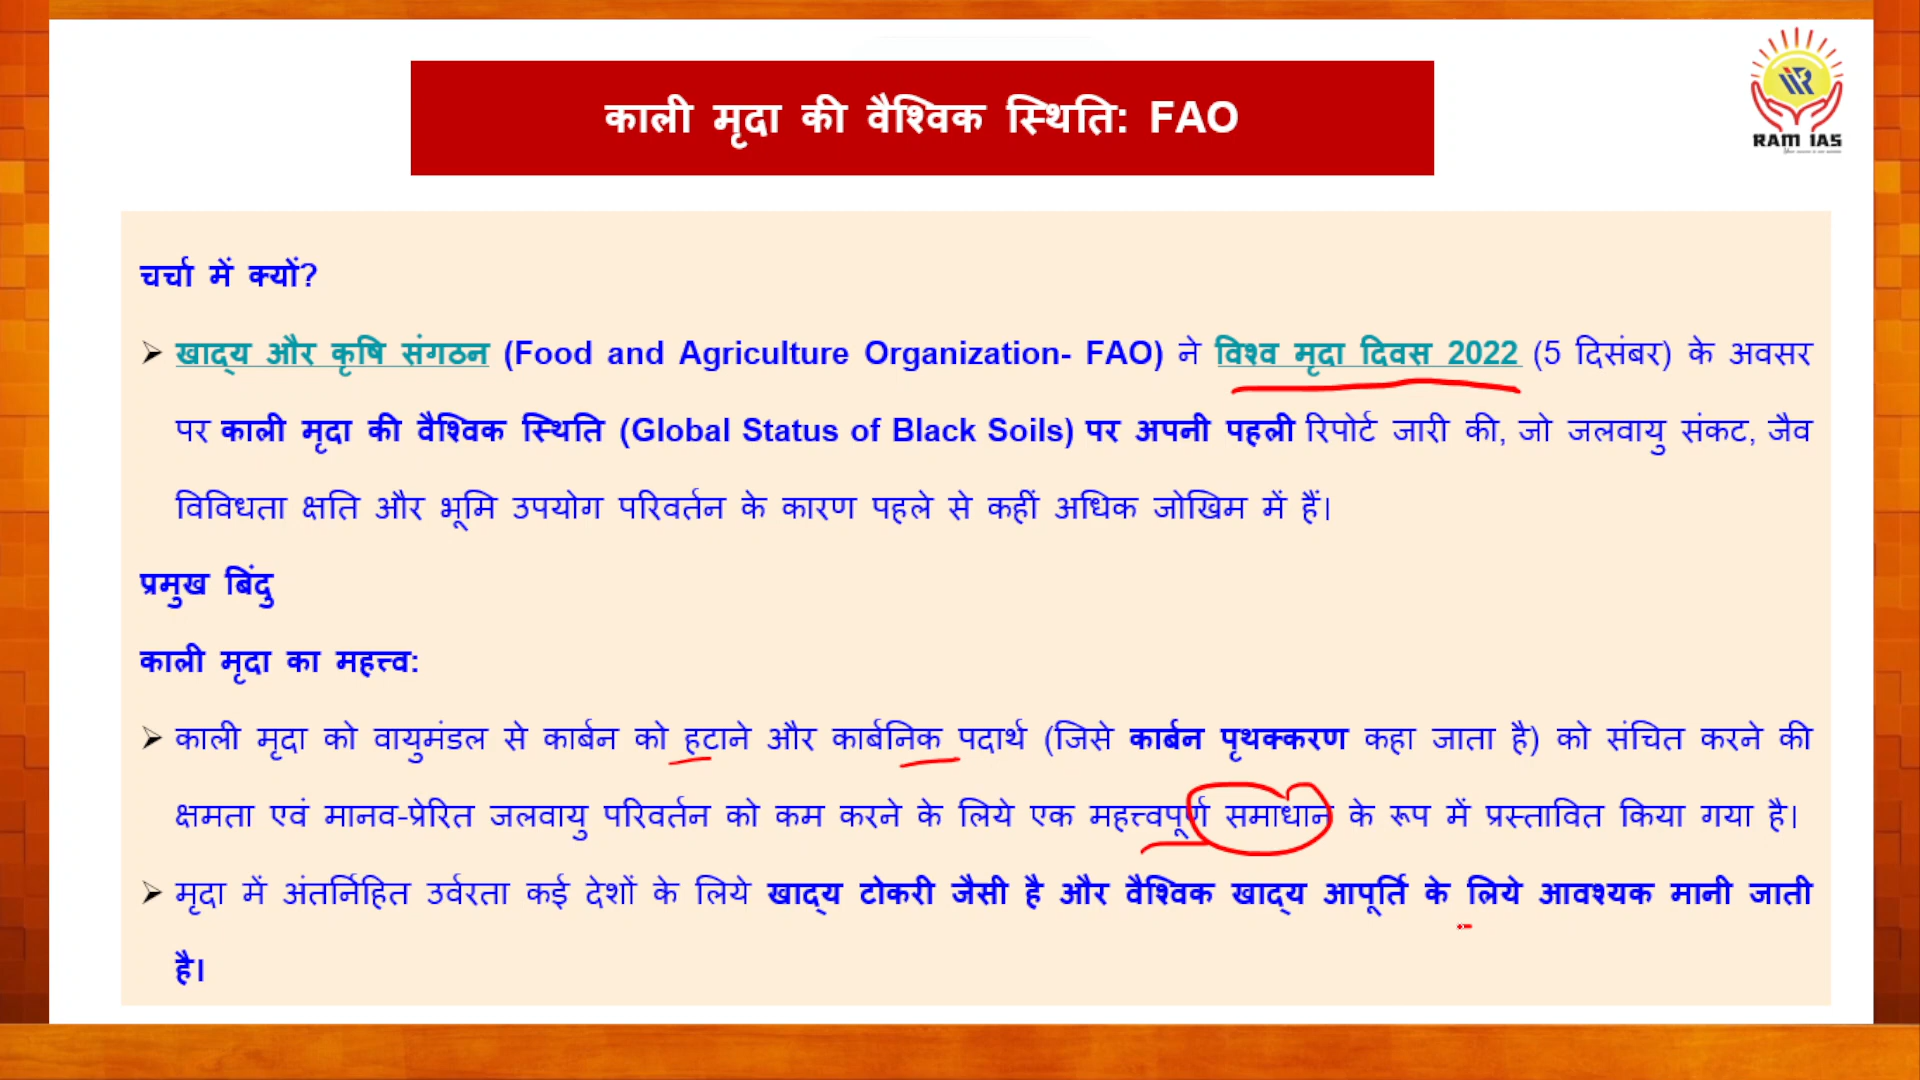 काली मृदा की वैश्विक स्थिति: FAO
RAM IAS
चर्चा में क्यों?
➢ खाद्य और कृषि संगठन (Food and Agriculture Organization- FAO) ने विश्व मृदा दिवस 2022 (5 दिसंबर) के अवसर
पर काली मृदा की वैश्विक स्थिति (Global Status of Black Soils) पर अपनी पहली रिपोर्ट जारी की, जो जलवायु संकट, जैव
विविधता क्षति और भूमि उपयोग परिवर्तन के कारण पहले से कहीं अधिक जोखिम में हैं।
प्रमुख बिंदु
काली मृदा का महत्त्व:
➢ काली मृदा को वायुमंडल से कार्बन को हटाने और कार्बनिक पदार्थ (जिसे कार्बन पृथक्करण कहा जाता है) को संचित करने की
क्षमता एवं मानव-प्रेरित जलवायु परिवर्तन को कम करने के लिये एक महत्त्वपूर्ण समाधान के रूप में प्रस्तावित किया गया है।
➢ मृदा में अंतर्निहित उर्वरता कई देशों के लिये खाद्य टोकरी जैसी है और वैश्विक खाद्य आपूर्ति के लिये आवश्यक मानी जाती
है।